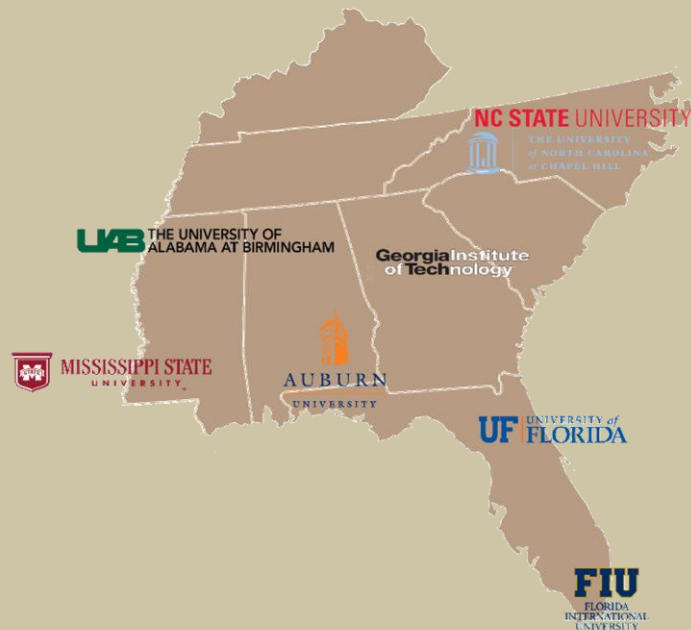 NC STATE UNIVERSITY
THE UNIVERSITY
of NORTH CAROLINA
at CHAPEL HILL
UAB THE UNIVERSITY OF
ALABAMA AT BIRMINGHAM
Georgia Institute
of Technology
MISSISSIPPI STATE
UNIVERSITY™
AUBURN
UNIVERSITY
UF UNIVERSITY of
FLORIDA
FIU
FLORIDA
INTERNATIONAL
UNIVERSITY